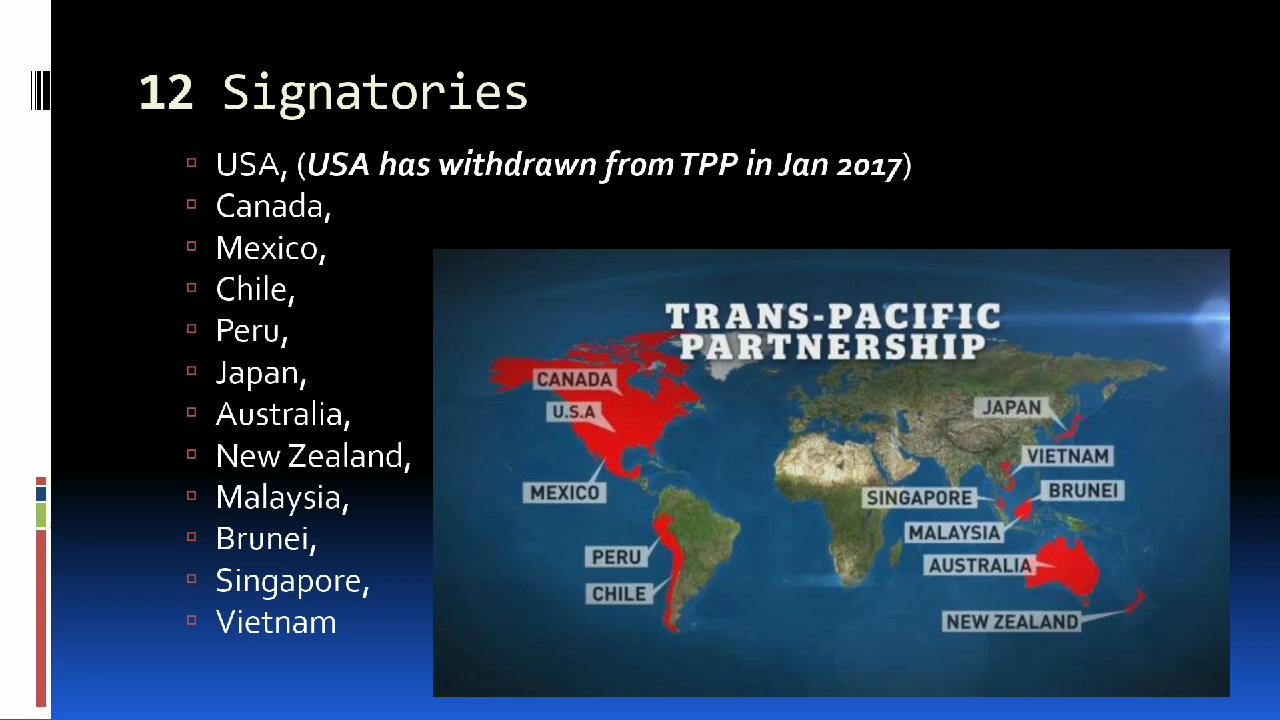 12 Signatories
USA, (USA has withdrawn from TPP in Jan 2017)
Canada,
Mexico,
Chile,
Peru,
Japan,
Australia,
New Zealand,
Malaysia,
Brunei,
Singapore,
Vietnam
TRANS-PACIFIC
PARTNERSHIP
CANADA
U.S.A
MEXICO
PERU
CHILE
JAPAN
VIETNAM
SINGAPORE
BRUNEI
MALAYSIA
AUSTRALIA
NEW ZEALAND